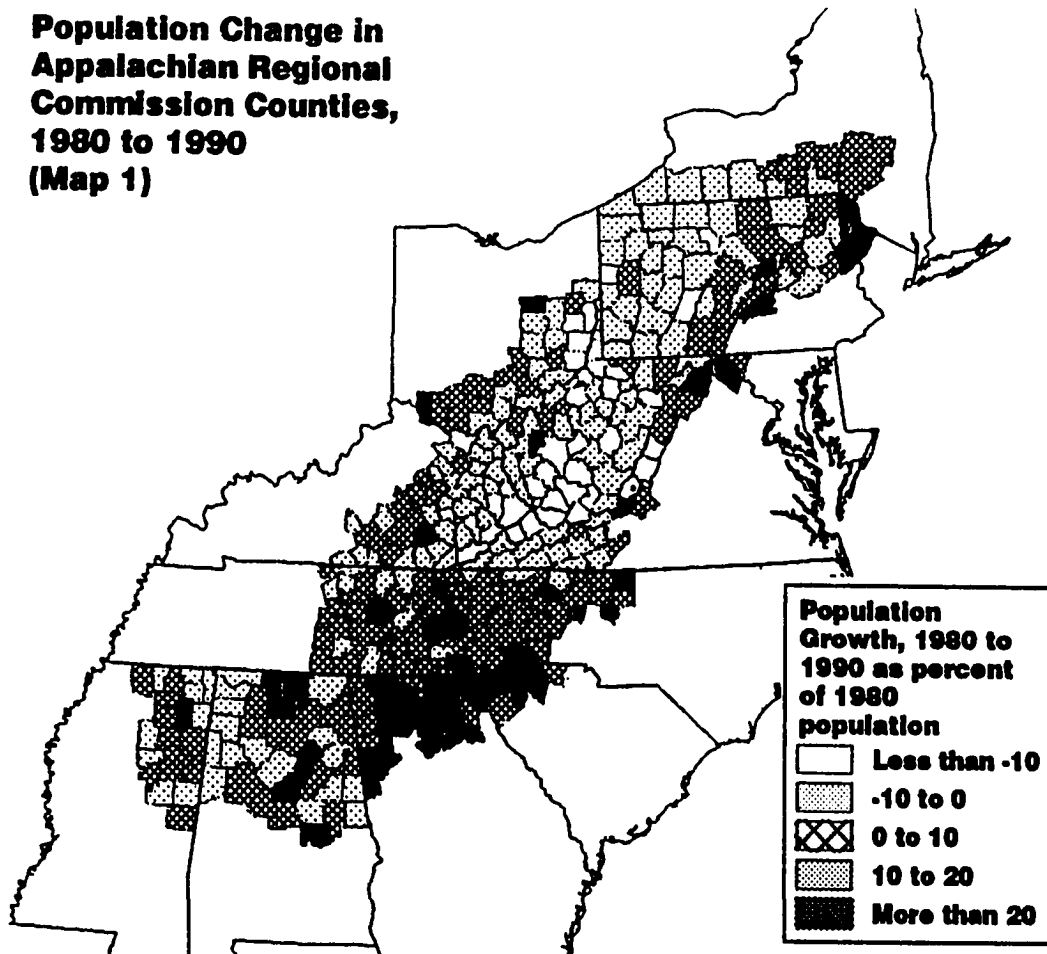 Population Change in
Appalachian Regional
Commission Counties,
1980 to 1990
(Map 1)
Population
Growth, 1980 to
1990 as percent
of 1980
population
Less than -10
-10 to 0
0 to 10
10 to 20
More than 20